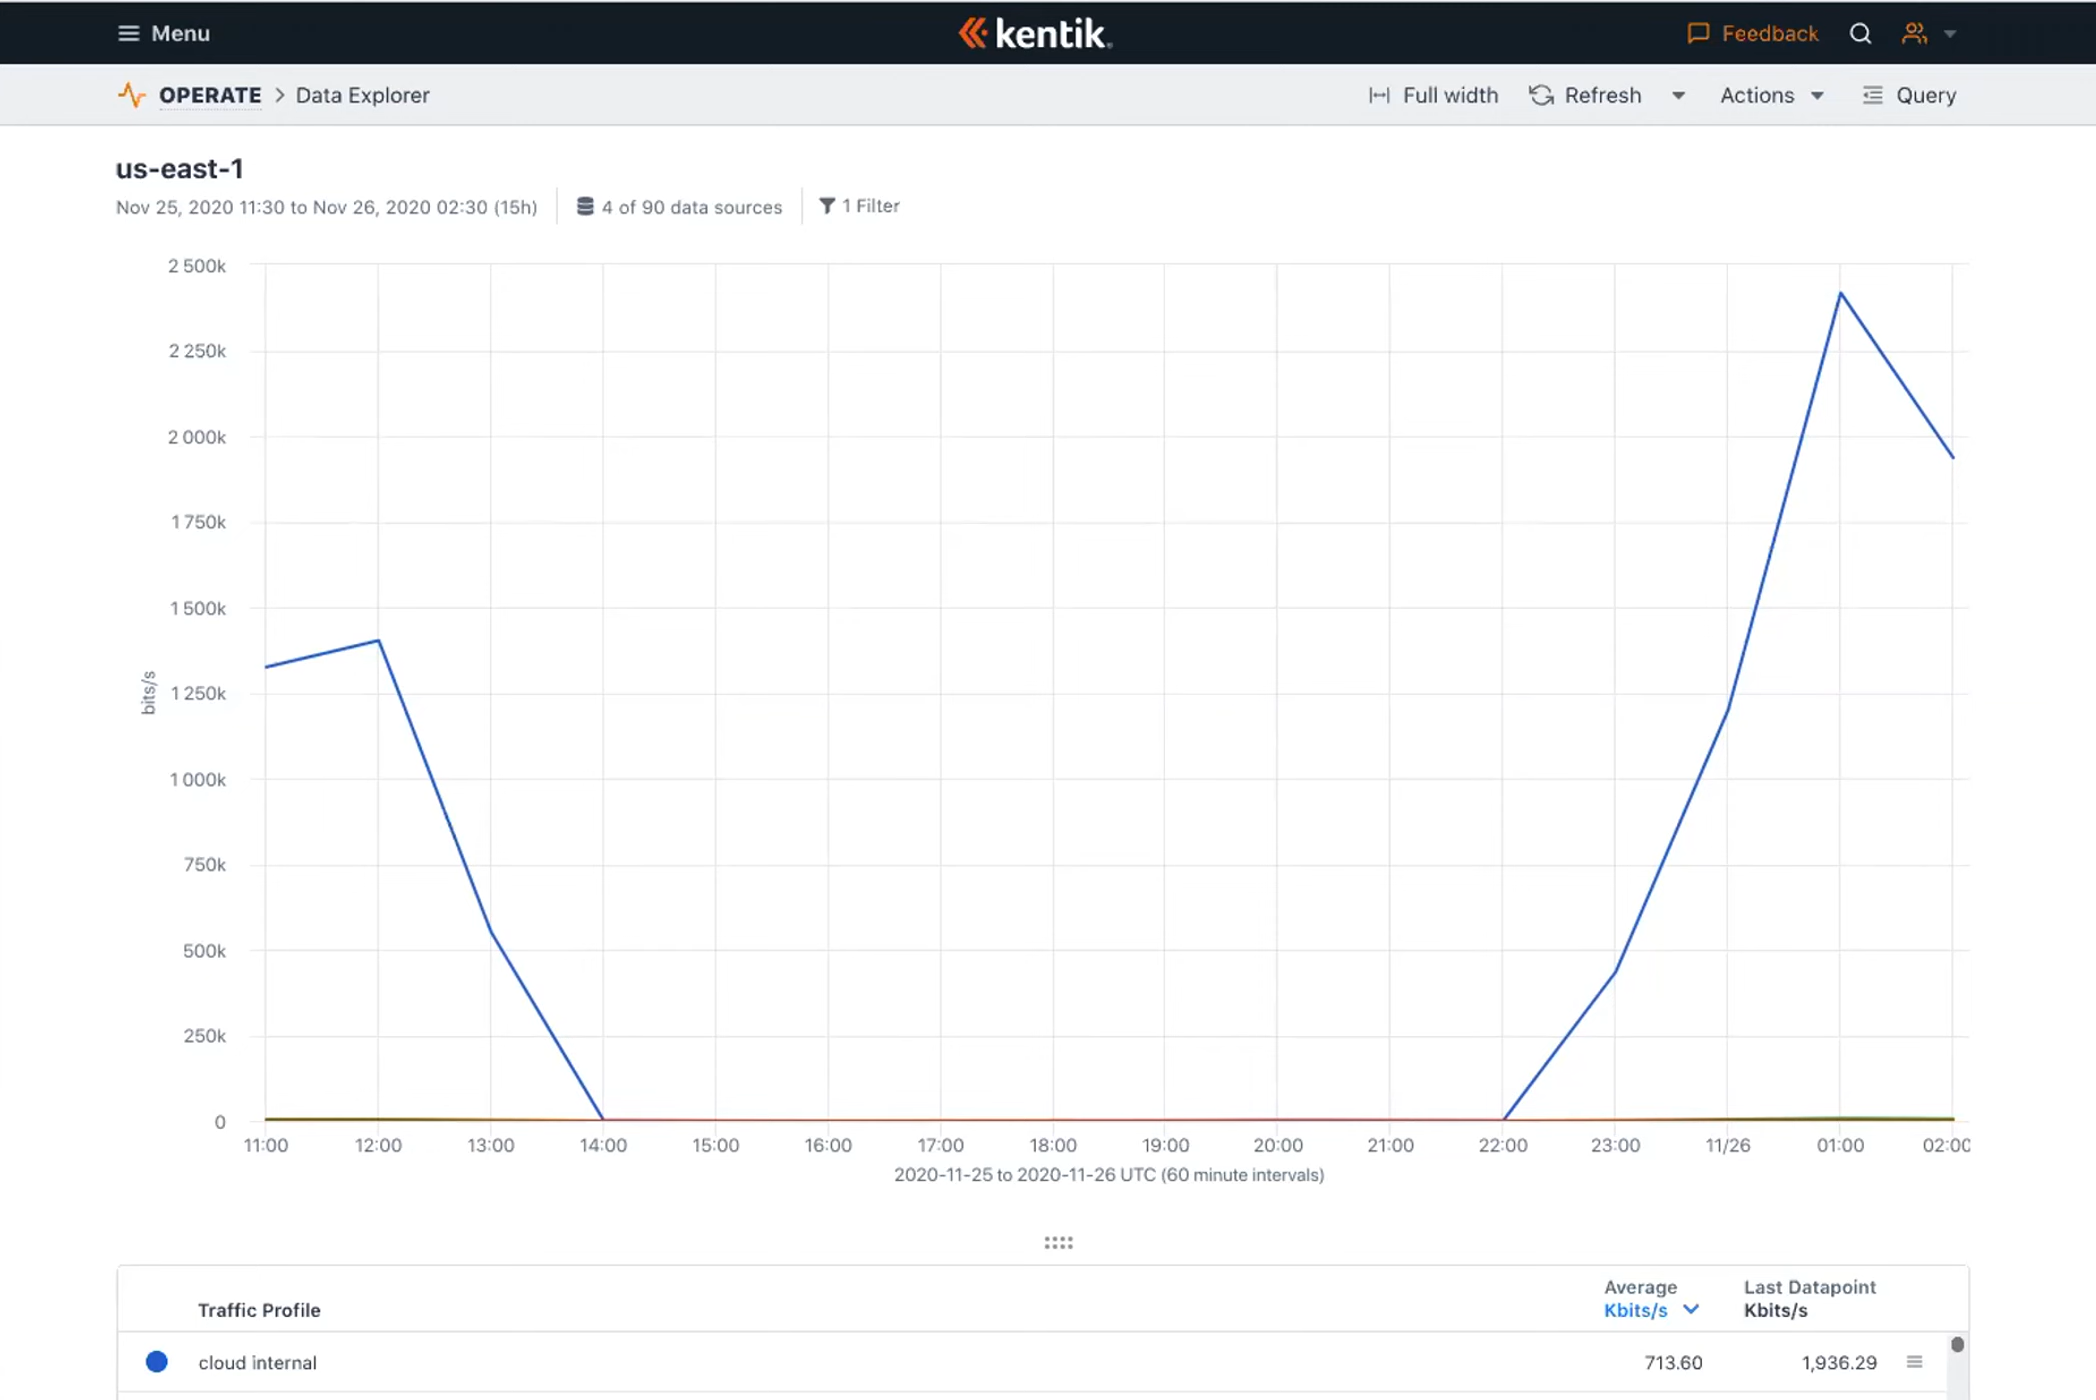 Menu
kentik
Feedback
OPERATE > Data Explorer
Full width
Refresh
Actions
Query
us-east-1
Nov 25, 2020 11:30 to Nov 26, 2020 02:30 (15h)
4 of 90 data sources
1 Filter
2 500k
2 250k
2 000k
1 750k
1 500k
1 250k
1 000k
750k
500k
250k
0
bits/s
11:00 12:00 13:00 14:00 15:00 16:00 17:00 18:00 19:00 20:00 21:00 22:00 23:00 11/26 01:00 02:00
2020-11-25 to 2020-11-26 UTC (60 minute intervals)
Traffic Profile
Average
Kbits/s
Last Datapoint
Kbits/s
cloud internal 713.60 1,936.29